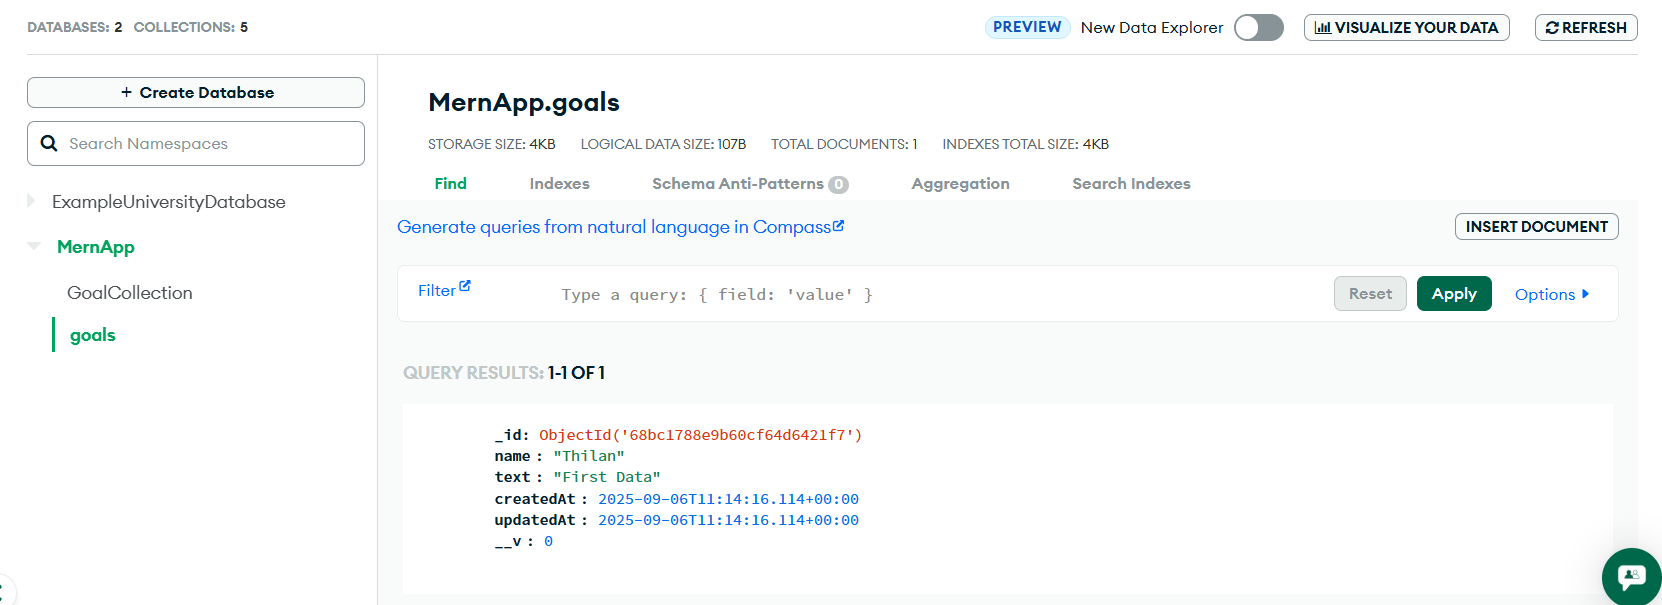 DATABASES: 2 COLLECTIONS: 5
PREVIEW New Data Explorer VISUALIZE YOUR DATA REFRESH
+ Create Database
Search Namespaces
ExampleUniversityDatabase
MernApp
GoalCollection
goals
MernApp.goals
STORAGE SIZE: 4KB LOGICAL DATA SIZE: 107B TOTAL DOCUMENTS: 1 INDEXES TOTAL SIZE: 4KB
Find Indexes Schema Anti-Patterns 0 Aggregation Search Indexes
Generate queries from natural language in Compass
INSERT DOCUMENT
Filter Type a query: { field: 'value' } Reset Apply Options
QUERY RESULTS: 1-1 OF 1
_id: ObjectId('68bc1788e9b60cf64d6421f7')
name : "Thilan"
text : "First Data"
createdAt : 2025-09-06T11:14:16.114+00:00
updatedAt : 2025-09-06T11:14:16.114+00:00
__v : 0